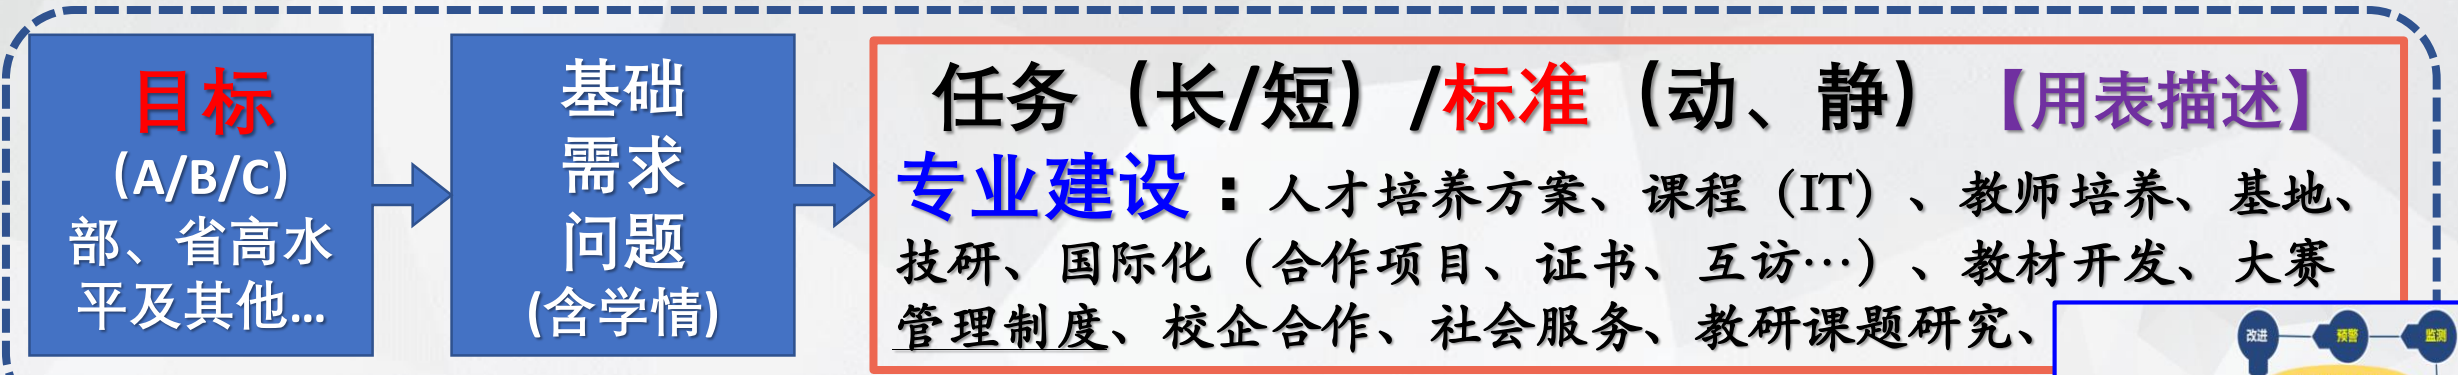 目标
(A/B/C)
部、省高水
平及其他...
基础
需求
问题
(含学情)
任务（长/短）/标准（动、静）【用表描述】
专业建设：人才培养方案、课程（IT）、教师培养、基地、
技研、国际化（合作项目、证书、互访…）、教材开发、大赛
管理制度、校企合作、社会服务、教研课题研究、
改进
预警
监测